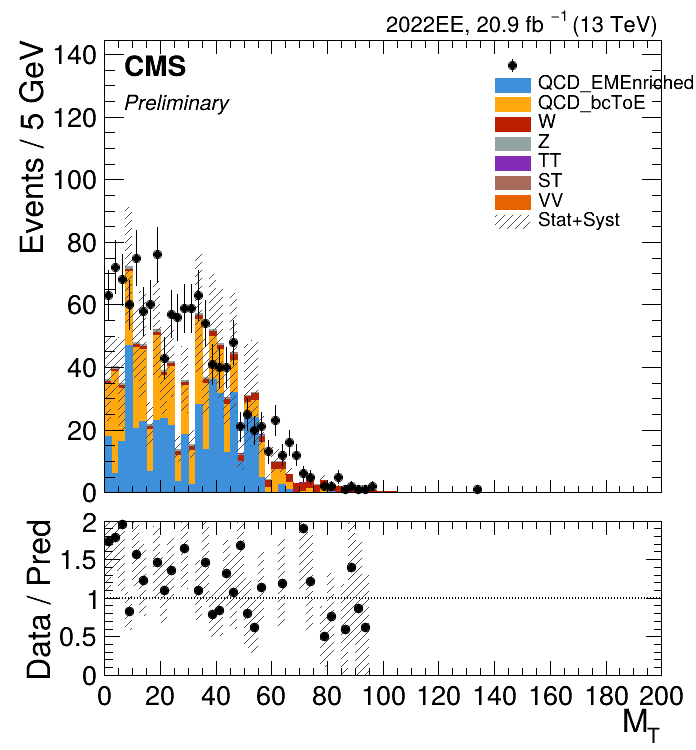 2022EE, 20.9 fb⁻¹ (13 TeV)
CMS
Preliminary
QCD_EMEnriched
QCD_bcToE
W
Z
TT
ST
VV
Stat+Syst
Events / 5 GeV
140
120
100
80
60
40
20
0
Data / Pred
2
1.5
1
0.5
0
0 20 40 60 80 100 120 140 160 180 200
M_T